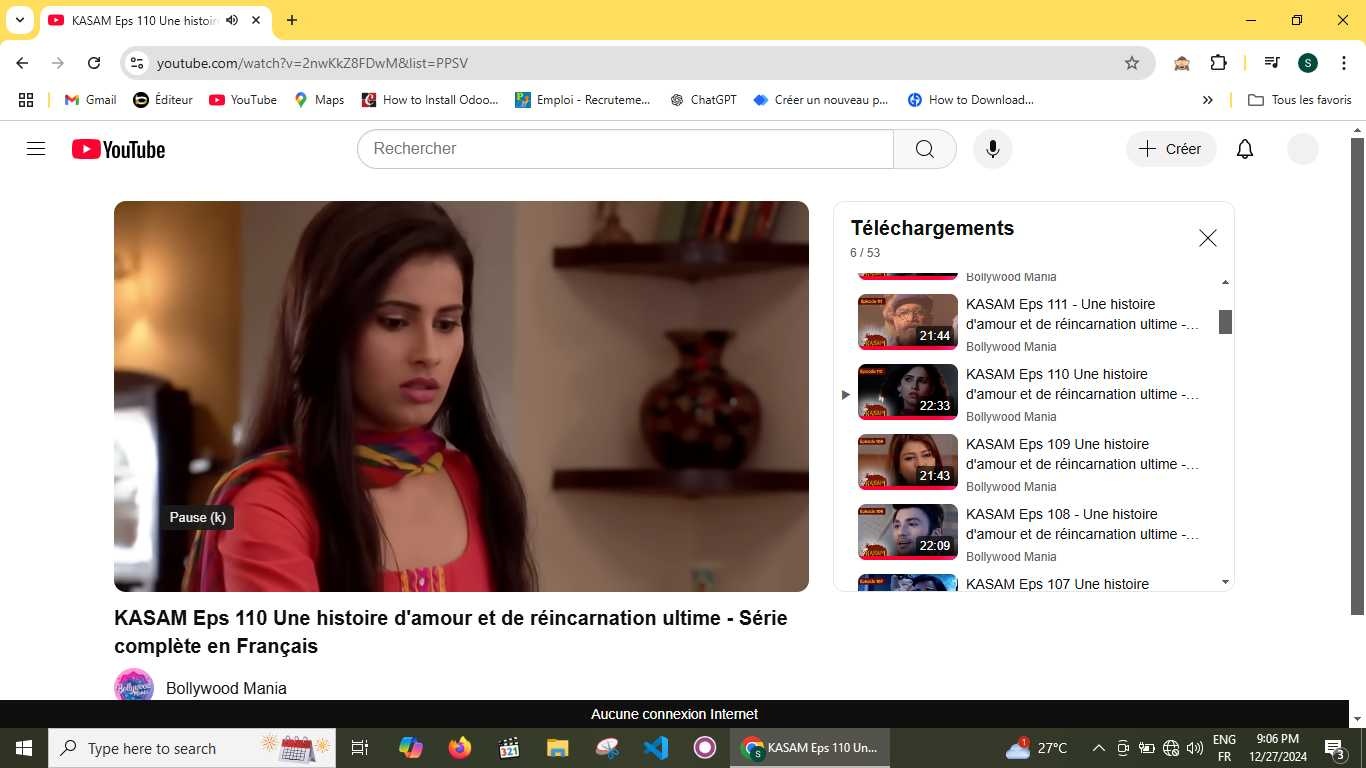 KASAM Eps 110 Une histoir
youtube.com/watch?v=2nwKkZ8FDwM&list=PPSV
S
Gmail
Éditeur
YouTube
Maps
How to Install Odoo...
Emploi - Recruteme...
ChatGPT
Créer un nouveau p...
How to Download...
»
Tous les favoris
YouTube
Rechercher
Créer
Téléchargements
6 / 53
Bollywood Mania
KASAM Eps 111 - Une histoire
d'amour et de réincarnation ultime -...
21:44
Bollywood Mania
KASAM Eps 110 Une histoire
d'amour et de réincarnation ultime -...
22:33
Bollywood Mania
KASAM Eps 109 Une histoire
d'amour et de réincarnation ultime -...
21:43
Bollywood Mania
KASAM Eps 108 - Une histoire
d'amour et de réincarnation ultime -...
22:09
Bollywood Mania
KASAM Eps 107 Une histoire
Pause (k)
KASAM Eps 110 Une histoire d'amour et de réincarnation ultime - Série
complète en Français
Bollywood Mania
Aucune connexion Internet
Type here to search
KASAM Eps 110 Un...
27°C
ENG
FR
9:06 PM
12/27/2024
3